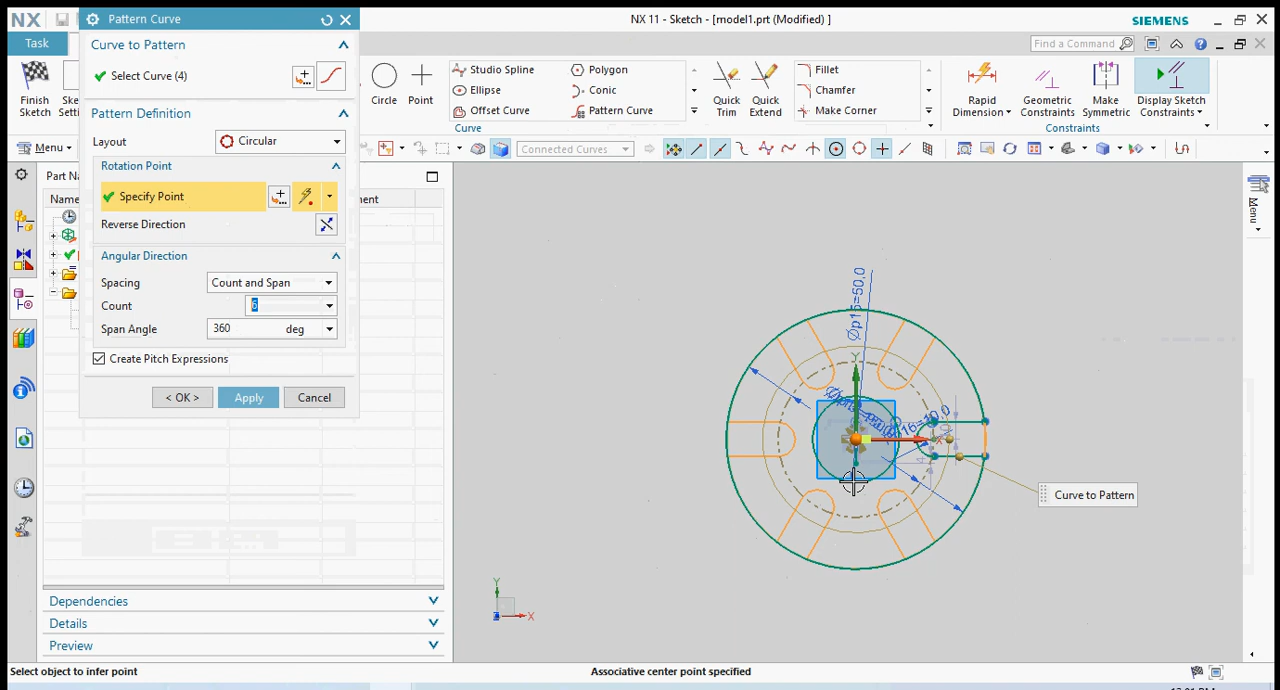 NX
Pattern Curve
NX 11 - Sketch - [model1.prt (Modified) ]
SIEMENS
Task
Curve to Pattern
Find a Command
Select Curve (4)
Finish
Sketch
Circle
Point
Studio Spline
Ellipse
Offset Curve
Polygon
Conic
Pattern Curve
Curve
Quick
Trim
Quick
Extend
Fillet
Chamfer
Make Corner
Rapid
Dimension
Geometric
Constraints
Make
Symmetric
Display Sketch
Constraints
Constraints
Pattern Definition
Layout
Circular
Menu
Connected Curves
Rotation Point
Specify Point
Reverse Direction
Name
Menu
Angular Direction
Spacing
Count and Span
Count
6
Span Angle
360
deg
Create Pitch Expressions
< OK >
Apply
Cancel
Øp15=50,0
Y
Curve to Pattern
Y
X
Dependencies
Details
Preview
Select object to infer point
Associative center point specified